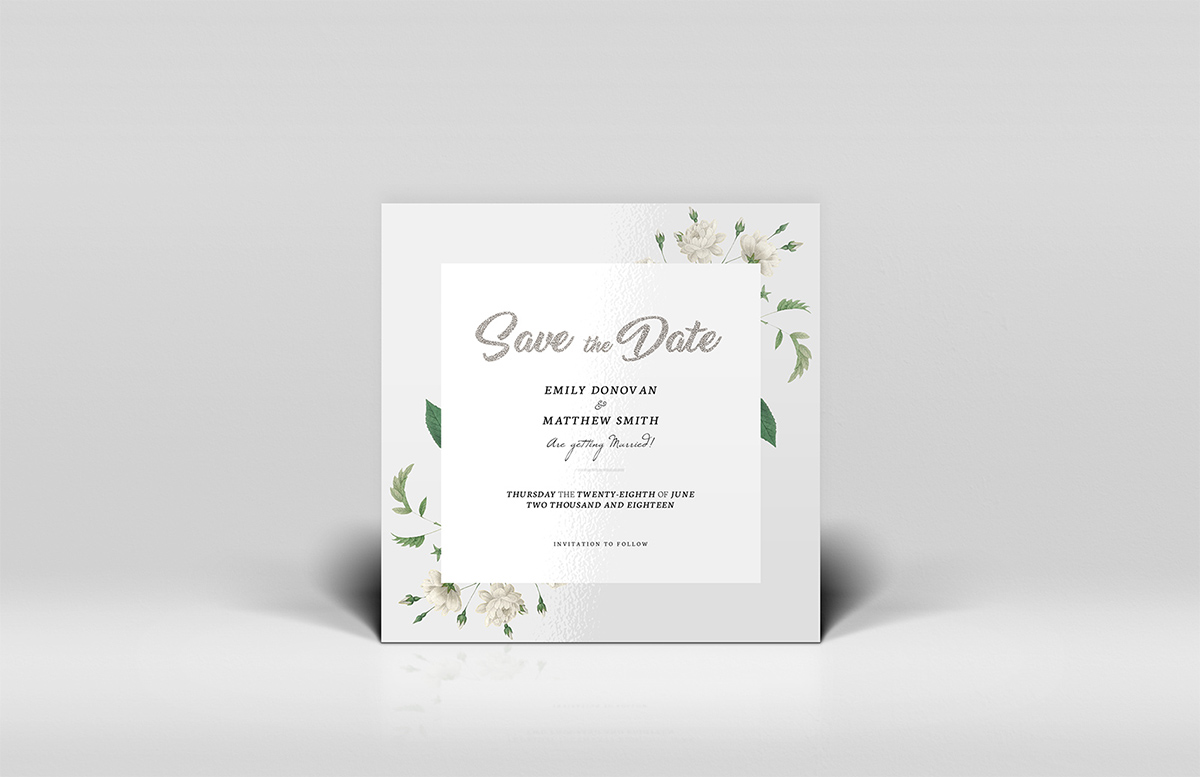 Save the Date
EMILY DONOVAN
&
MATTHEW SMITH
Are getting Married!
THURSDAY THE TWENTY-EIGHTH OF JUNE
TWO THOUSAND AND EIGHTEEN
INVITATION TO FOLLOW